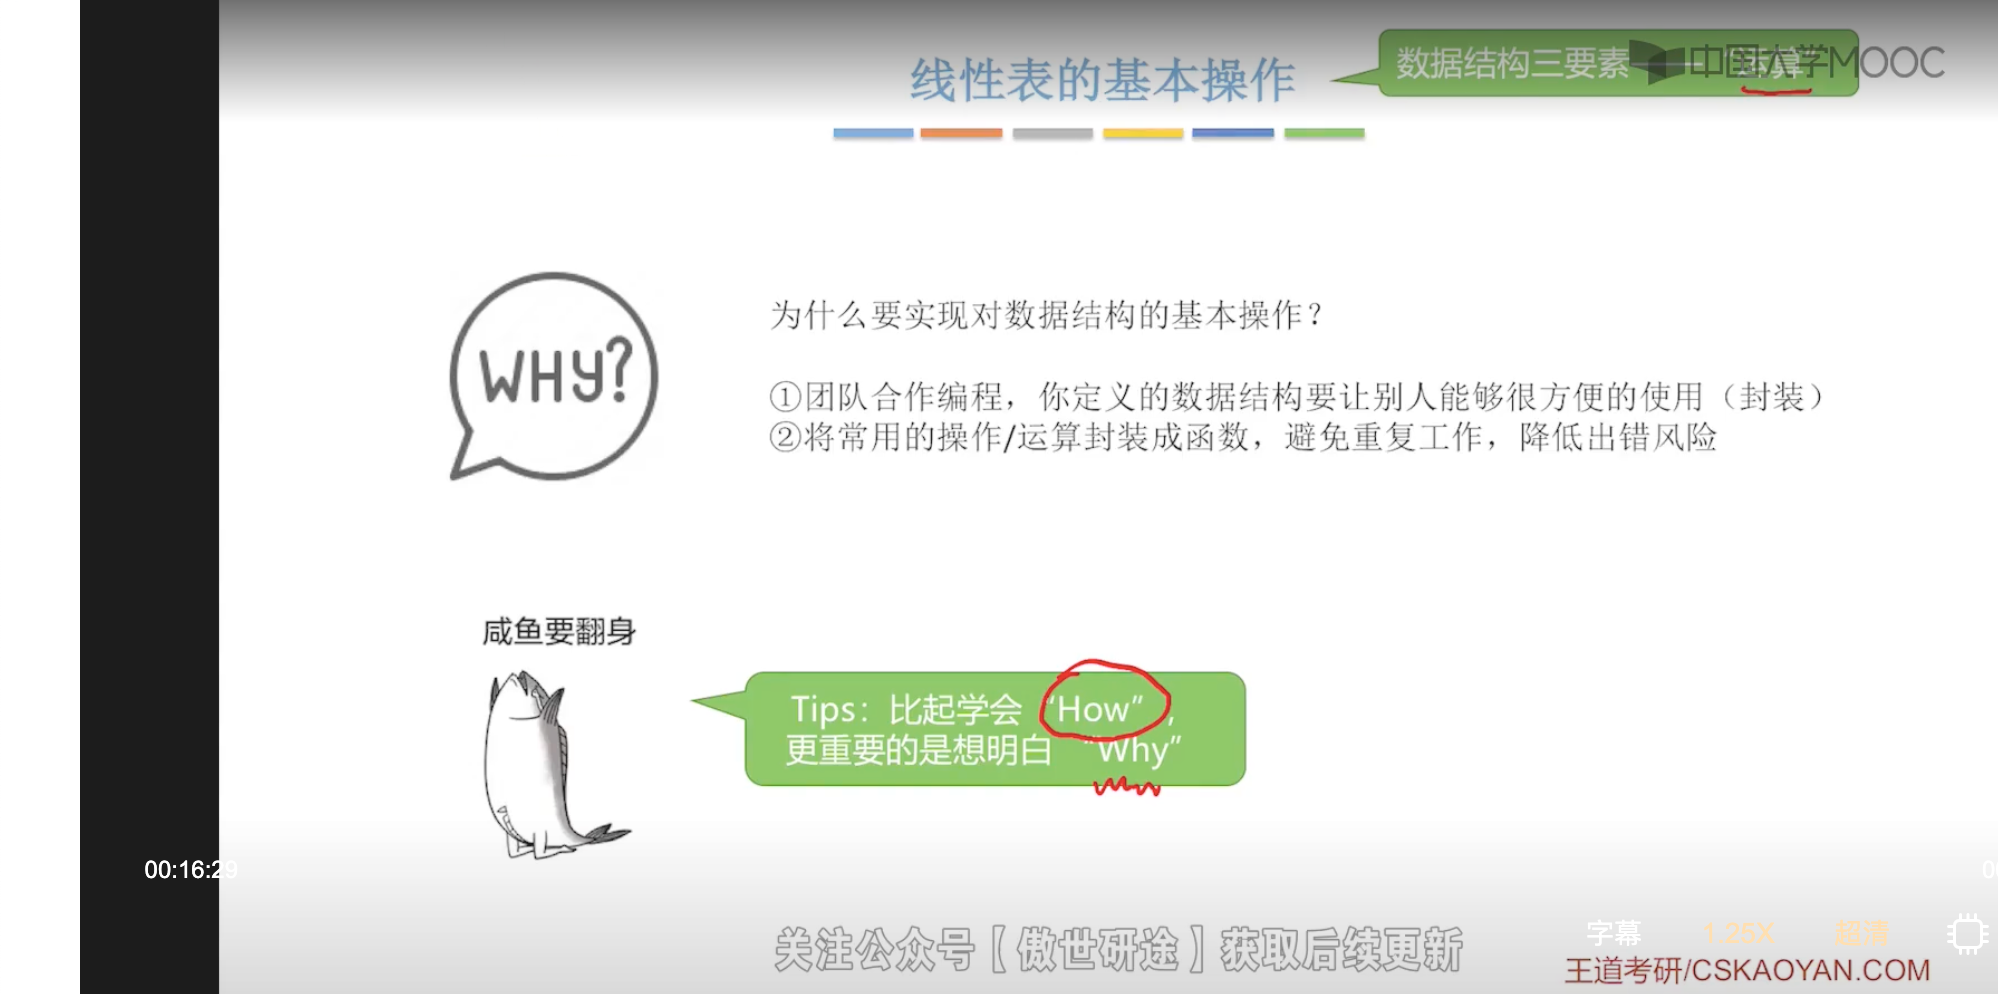 线性表的基本操作
数据结构三要素
中国大学MOOC
WHY?
为什么要实现对数据结构的基本操作?
①团队合作编程，你定义的数据结构要让别人能够很方便的使用（封装）
②将常用的操作/运算封装成函数，避免重复工作，降低出错风险
咸鱼要翻身
Tips：比起学会 “How”，
更重要的是想明白 “Why”
00:16:29
关注公众号【傲世研途】获取后续更新
字幕 1.25X 超清
王道考研/CSKAOYAN.COM